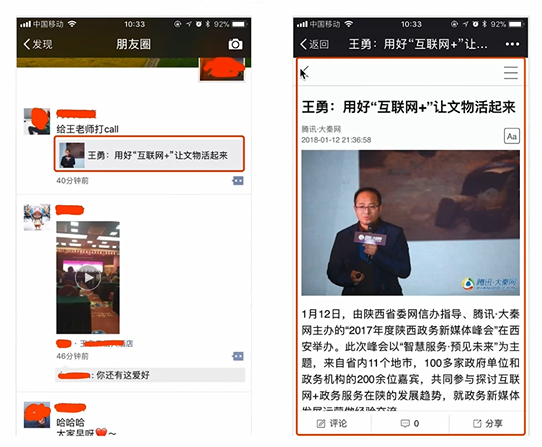 中国移动 10:33 92%
发现 朋友圈
给王老师打call
王勇：用好“互联网+”让文物活起来
40分钟前
46分钟前
: 你还有这爱好
哈哈哈
大家早呀～
中国移动 10:33 92%
返回 王勇：用好“互联网+”让...
王勇：用好“互联网+”让文物活起来
腾讯·大秦网
2018-01-12 21:36:58
Aa
腾讯·大秦网
1月12日，由陕西省委网信办指导、腾讯·大秦
网主办的“2017年度陕西政务新媒体峰会”在西
安举办。此次峰会以“智慧服务·预见未来”为主
题，来自省内11个地市，100多家政府单位和
政务机构的200余位嘉宾，共同参与探讨互联
网+政务服务在陕的发展趋势，就政务新媒体
发展运营做经验交流
评论 0 分享